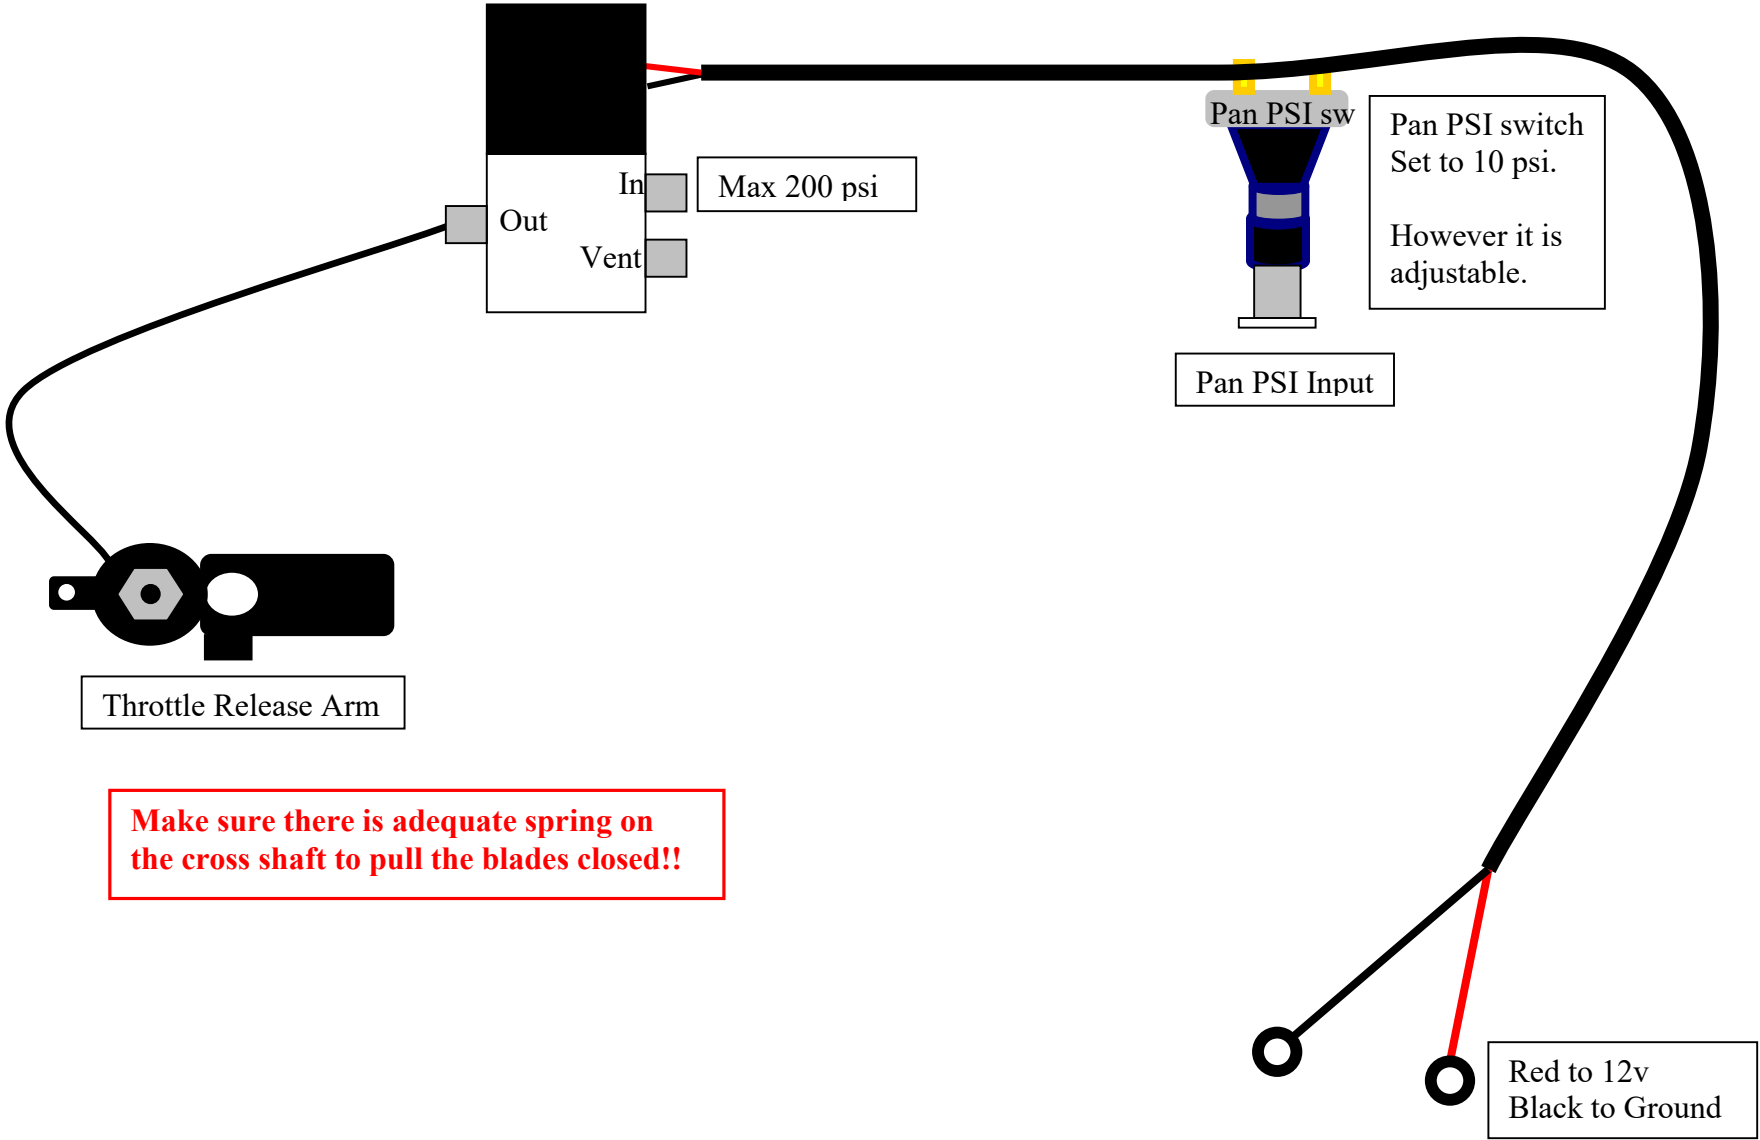 Pan PSI sw
Pan PSI switch
Set to 10 psi.
However it is
adjustable.
In
Max 200 psi
Out
Vent
Pan PSI Input
Throttle Release Arm
Make sure there is adequate spring on
the cross shaft to pull the blades closed!!
Red to 12v
Black to Ground